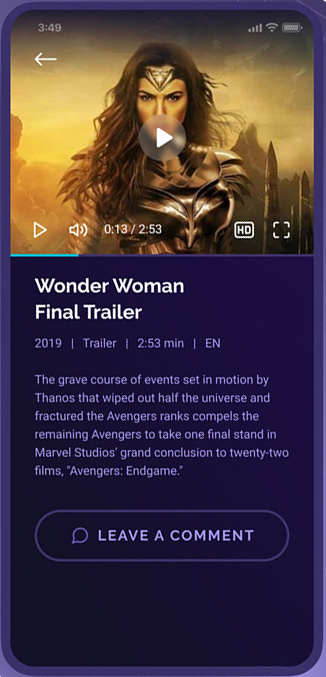 3:49
0:13 / 2:53
HD
Wonder Woman
Final Trailer
2019 | Trailer | 2:53 min | EN
The grave course of events set in motion by
Thanos that wiped out half the universe and
fractured the Avengers ranks compels the
remaining Avengers to take one final stand in
Marvel Studios' grand conclusion to twenty-two
films, "Avengers: Endgame."
LEAVE A COMMENT